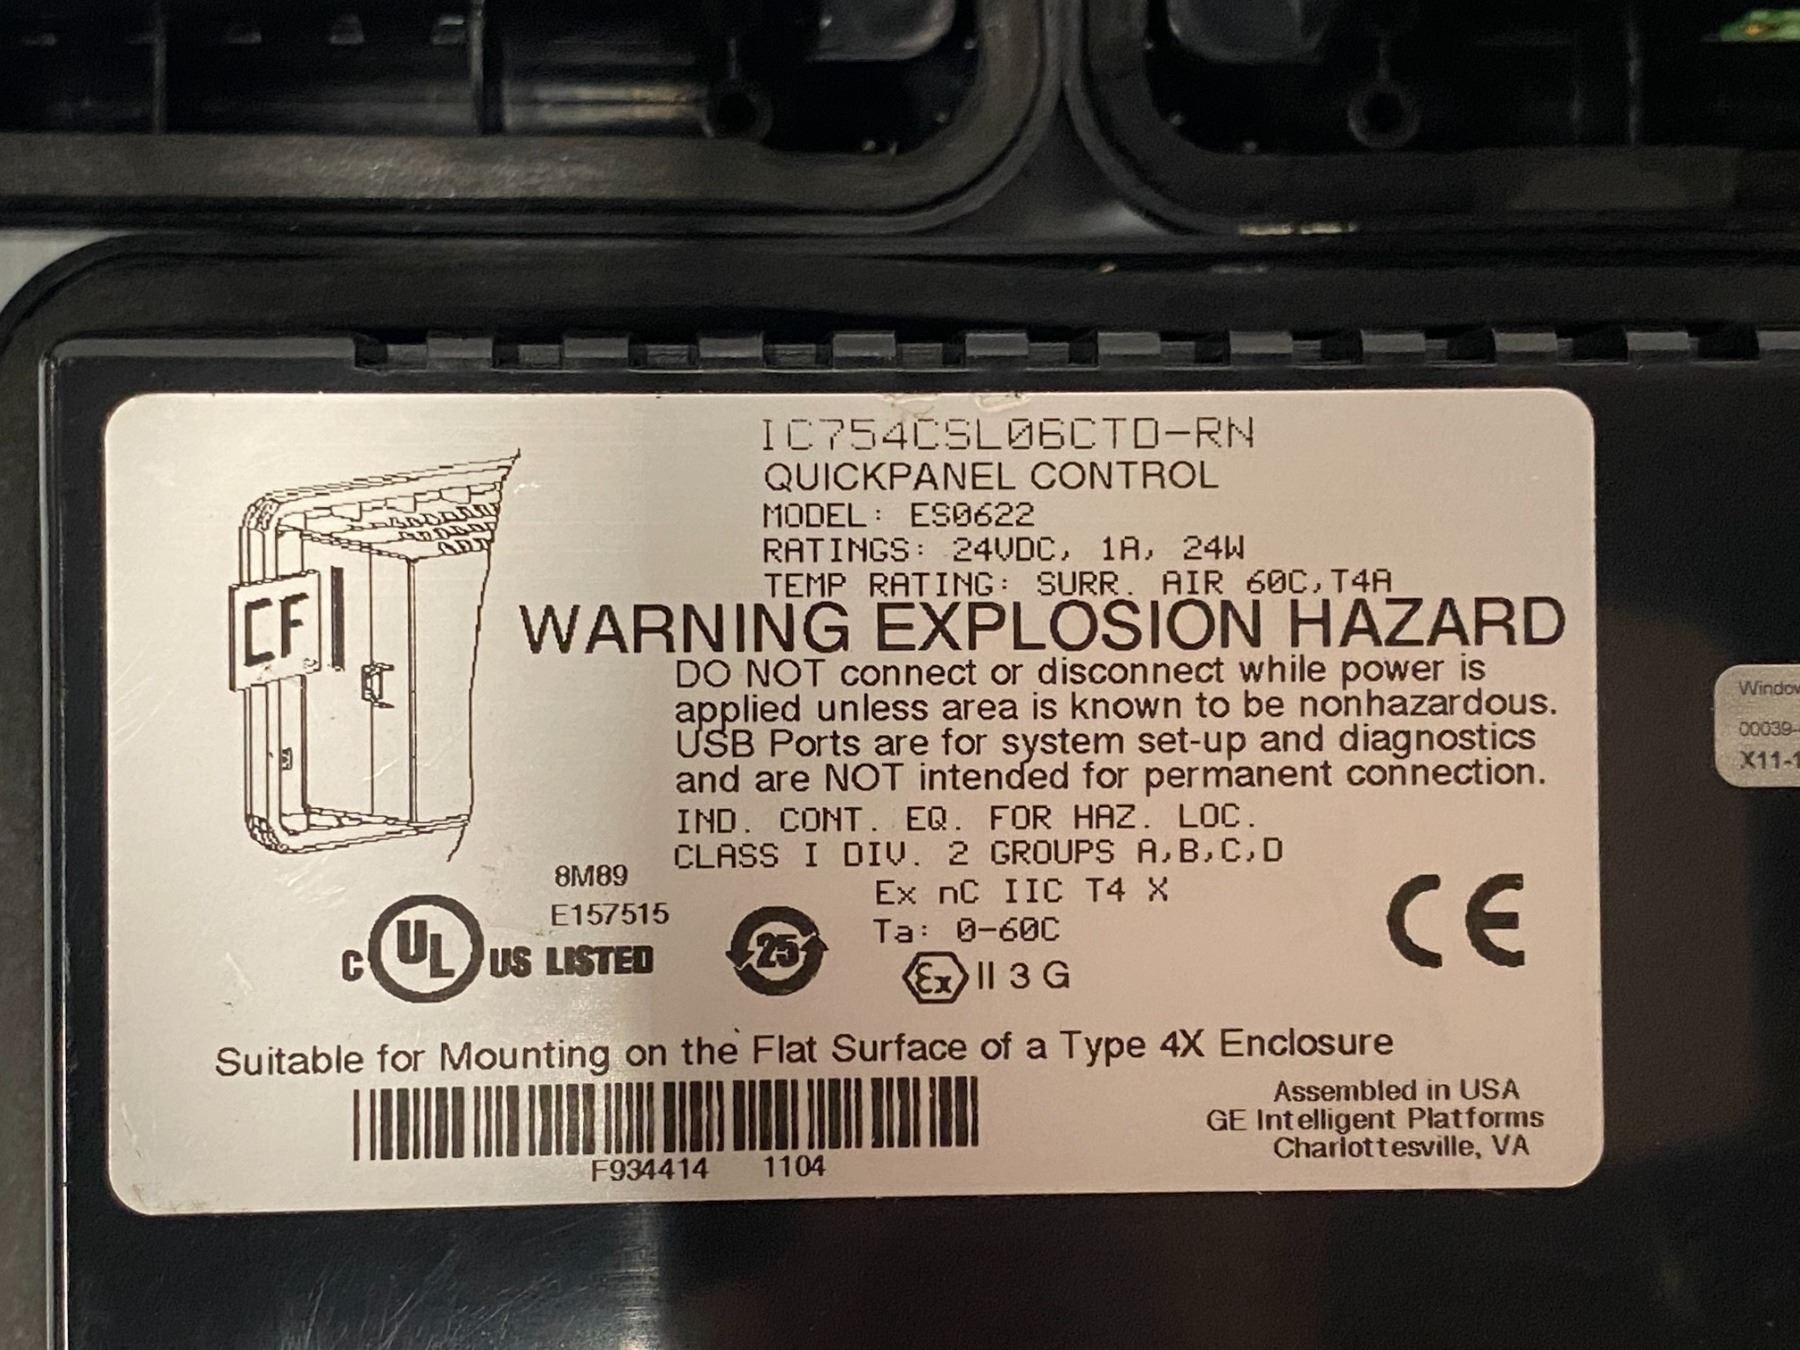 IC754CSL06CTD-RN
QUICKPANEL CONTROL
MODEL: ES0622
RATINGS: 24VDC, 1A, 24W
TEMP RATING: SURR. AIR 60C, T4A
CF
WARNING EXPLOSION HAZARD
DO NOT connect or disconnect while power is
applied unless area is known to be nonhazardous.
USB Ports are for system set-up and diagnostics
and are NOT intended for permanent connection.
IND. CONT. EQ. FOR HAZ. LOC.
CLASS I DIV. 2 GROUPS A,B,C,D
8M89
E157515
C UL US LISTED
25
Ex nC IIC T4 X
Ta: 0-60C
Ex II 3 G
CE
Suitable for Mounting on the Flat Surface of a Type 4X Enclosure
F934414 1104
Assembled in USA
GE Intelligent Platforms
Charlottesville, VA
Window
00039-
X11-1